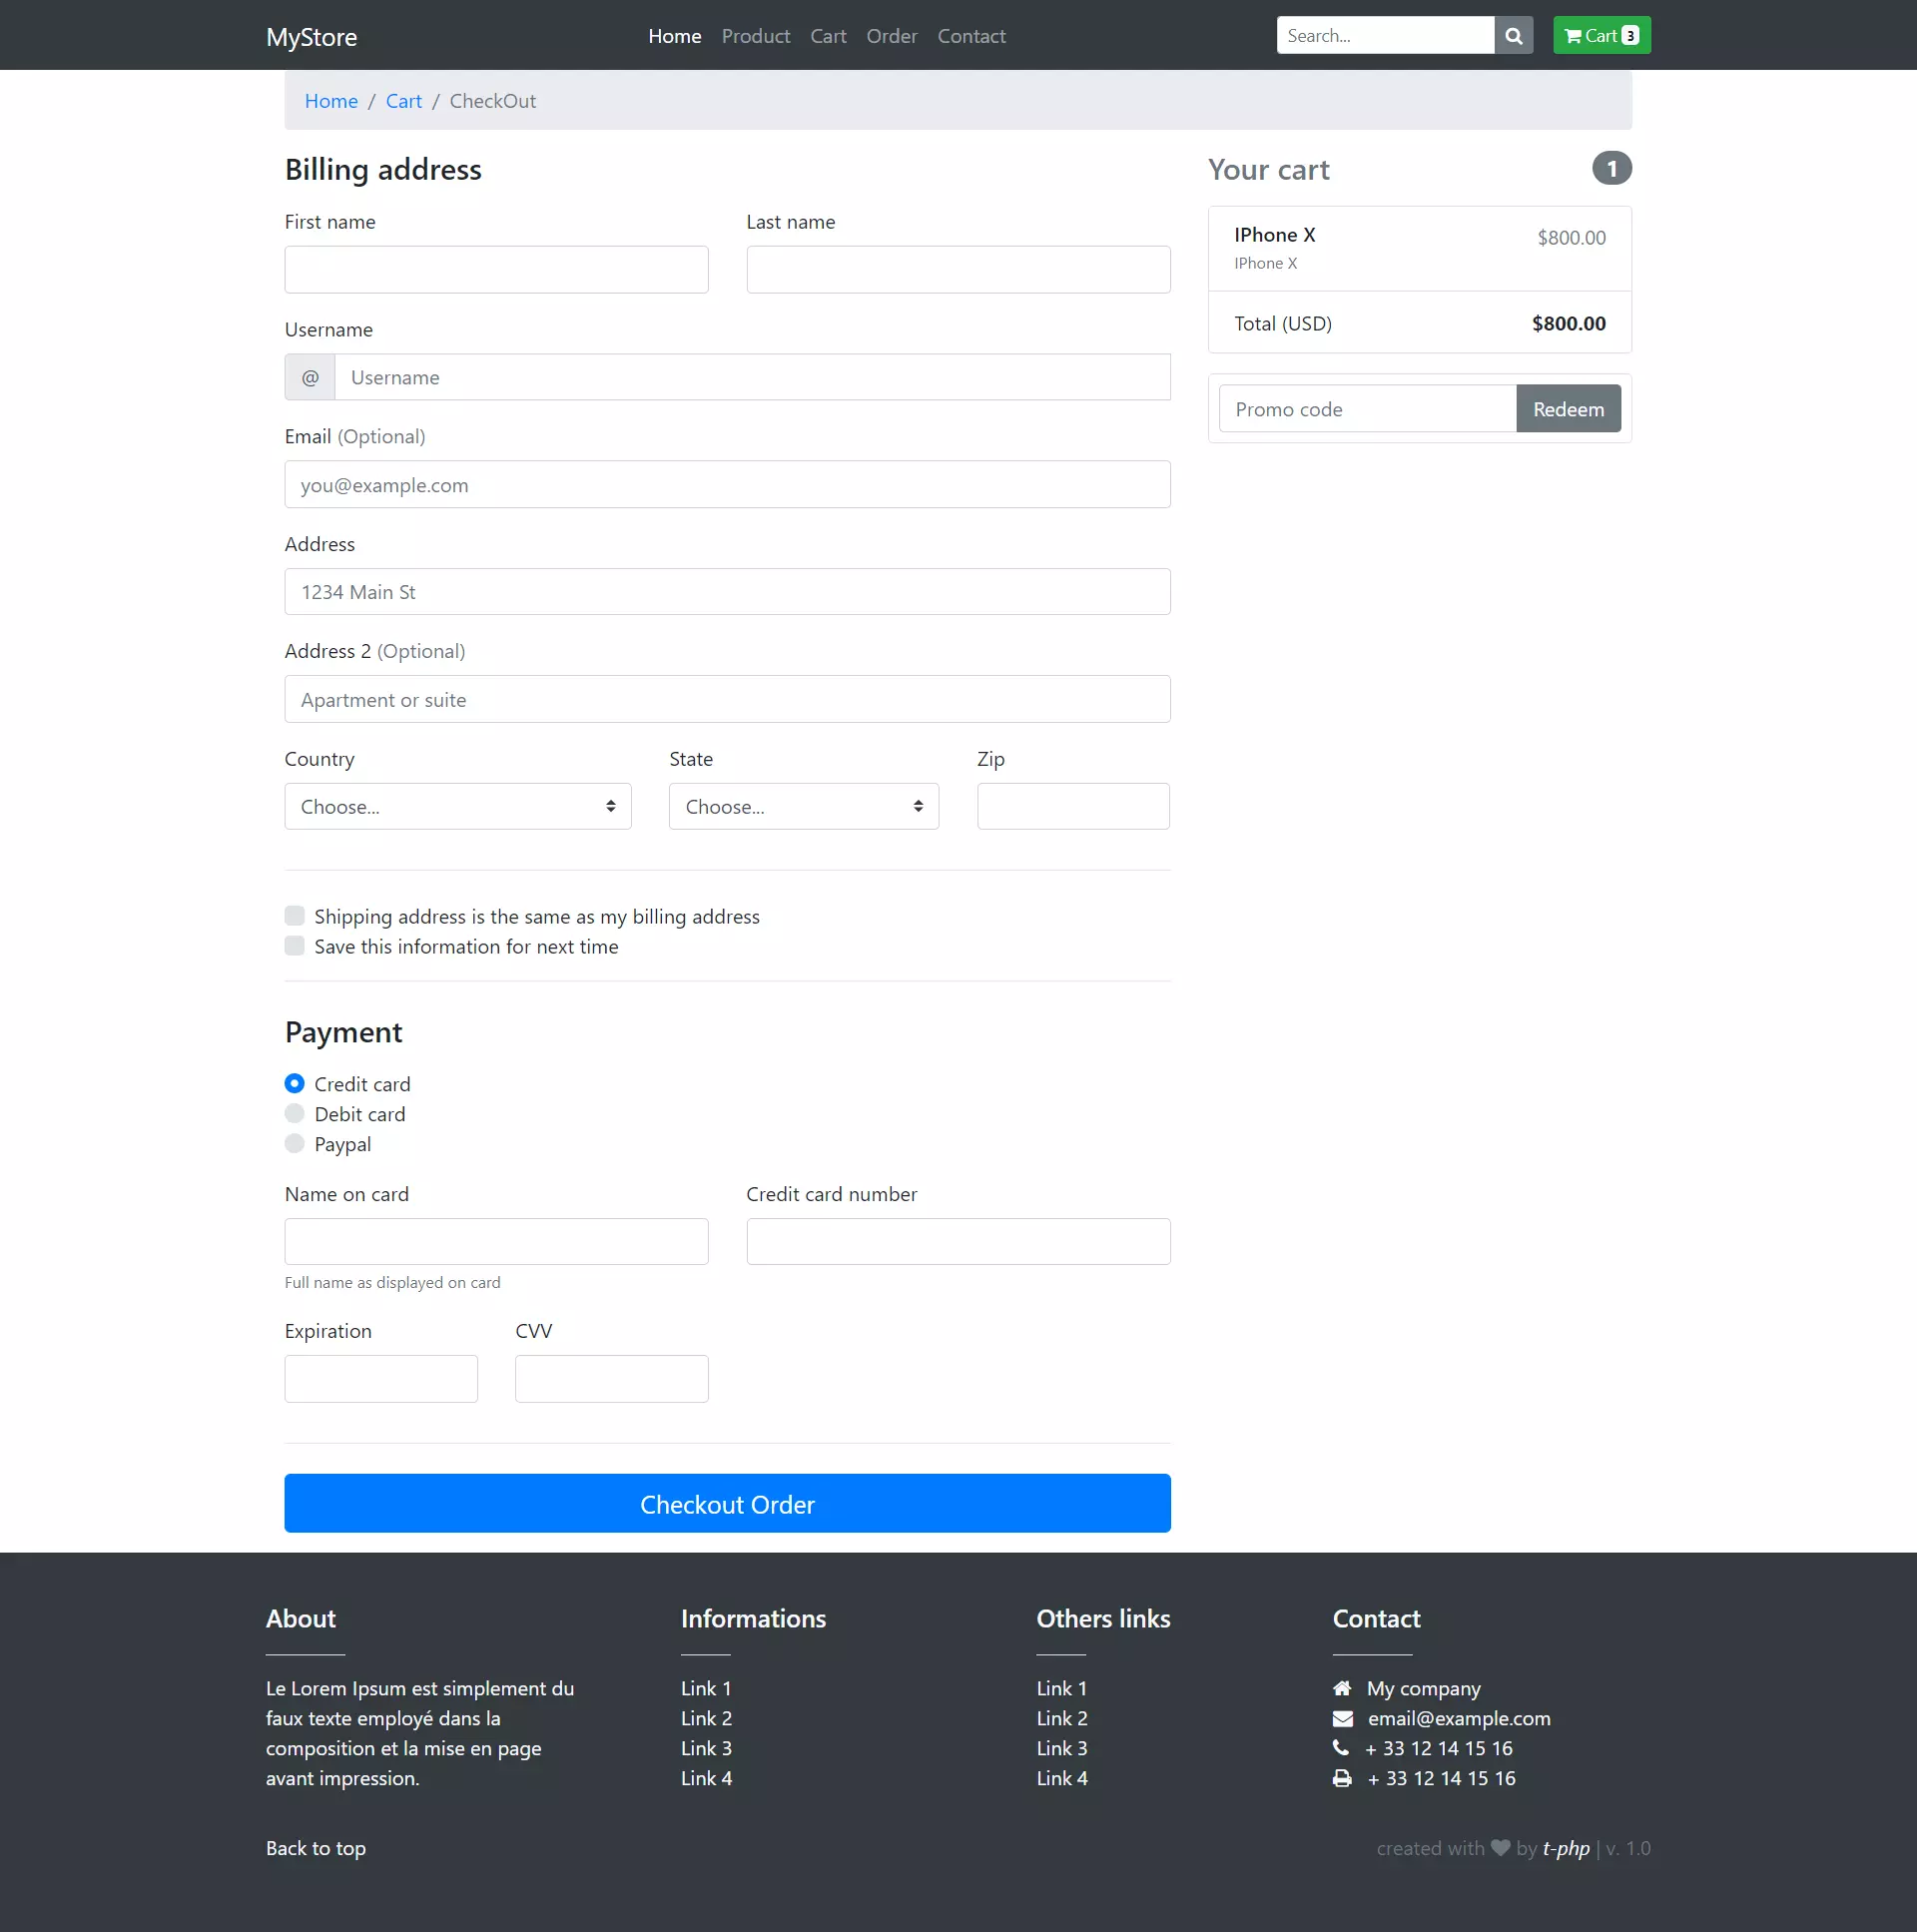 MyStore
Home Product Cart Order Contact
Search...
Cart 3
Home / Cart / CheckOut
Billing address
First name Last name
Username
@ Username
Email (Optional)
you@example.com
Address
1234 Main St
Address 2 (Optional)
Apartment or suite
Country State Zip
Choose... Choose...
Shipping address is the same as my billing address
Save this information for next time
Payment
Credit card
Debit card
Paypal
Name on card Credit card number
Full name as displayed on card
Expiration CVV
Checkout Order
Your cart 1
IPhone X $800.00
IPhone X
Total (USD) $800.00
Promo code Redeem
About
Le Lorem Ipsum est simplement du
faux texte employé dans la
composition et la mise en page
avant impression.
Informations
Link 1
Link 2
Link 3
Link 4
Others links
Link 1
Link 2
Link 3
Link 4
Contact
My company
email@example.com
+ 33 12 14 15 16
+ 33 12 14 15 16
Back to top
created with by t-php | v. 1.0